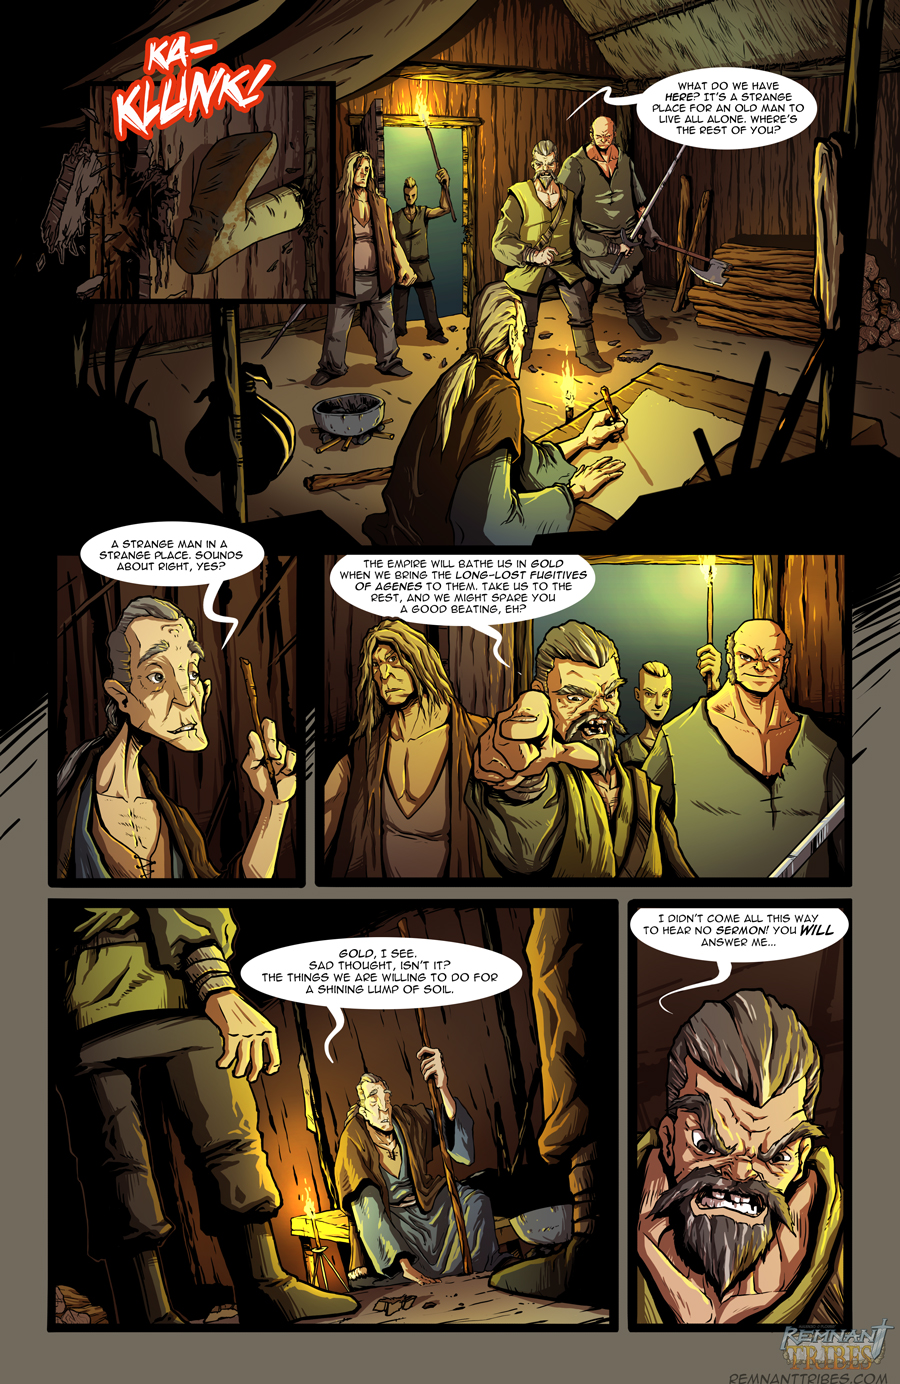 KA-
KLUNK!
WHAT DO WE HAVE
HERE? IT'S A STRANGE
PLACE FOR AN OLD MAN TO
LIVE ALL ALONE. WHERE'S
THE REST OF YOU?
A STRANGE MAN IN A
STRANGE PLACE. SOUNDS
ABOUT RIGHT, YES?
THE EMPIRE WILL BATHE US IN GOLD
WHEN WE BRING THE LONG-LOST FUGITIVES
OF AGENES TO THEM. TAKE US TO THE
REST, AND WE MIGHT SPARE YOU
A GOOD BEATING, EH?
GOLD, I SEE.
SAD THOUGHT, ISN'T IT?
THE THINGS WE ARE WILLING TO DO FOR
A SHINING LUMP OF SOIL.
I DIDN'T COME ALL THIS WAY
TO HEAR NO SERMON! YOU WILL
ANSWER ME...
REMNANT
TRIBES
REMNANTTRIBES.COM